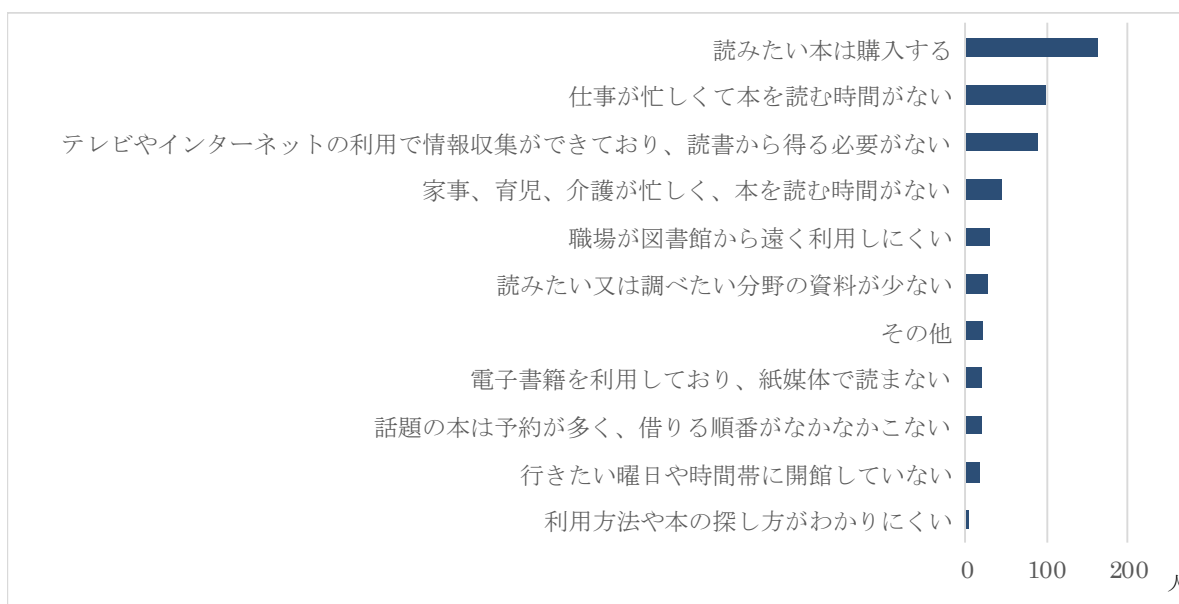 読みたい本は購入する
仕事が忙しくて本を読む時間がない
テレビやインターネットの利用で情報収集ができており、読書から得る必要がない
家事、育児、介護が忙しく、本を読む時間がない
職場が図書館から遠く利用しにくい
読みたい又は調べたい分野の資料が少ない
その他
電子書籍を利用しており、紙媒体で読まない
話題の本は予約が多く、借りる順番がなかなかこない
行きたい曜日や時間帯に開館していない
利用方法や本の探し方がわかりにくい
0 100 200